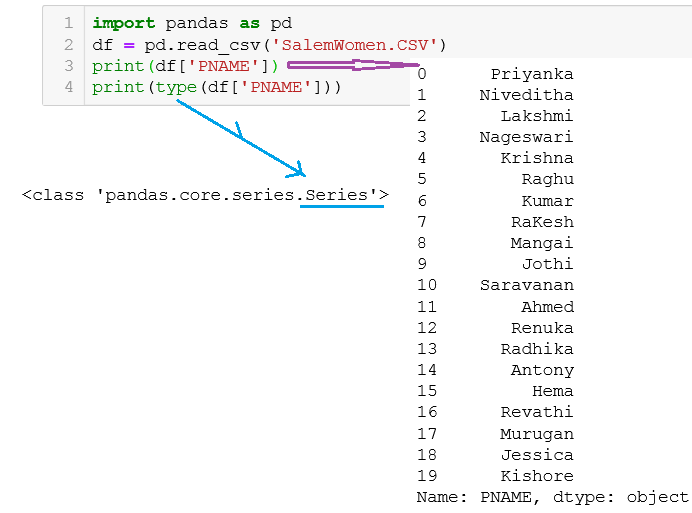 1 import pandas as pd
2 df = pd.read_csv('SalemWomen.CSV')
3 print(df['PNAME'])
4 print(type(df['PNAME']))
<class 'pandas.core.series.Series'>
0 Priyanka
1 Niveditha
2 Lakshmi
3 Nageswari
4 Krishna
5 Raghu
6 Kumar
7 RaKesh
8 Mangai
9 Jothi
10 Saravanan
11 Ahmed
12 Renuka
13 Radhika
14 Antony
15 Hema
16 Revathi
17 Murugan
18 Jessica
19 Kishore
Name: PNAME, dtype: object